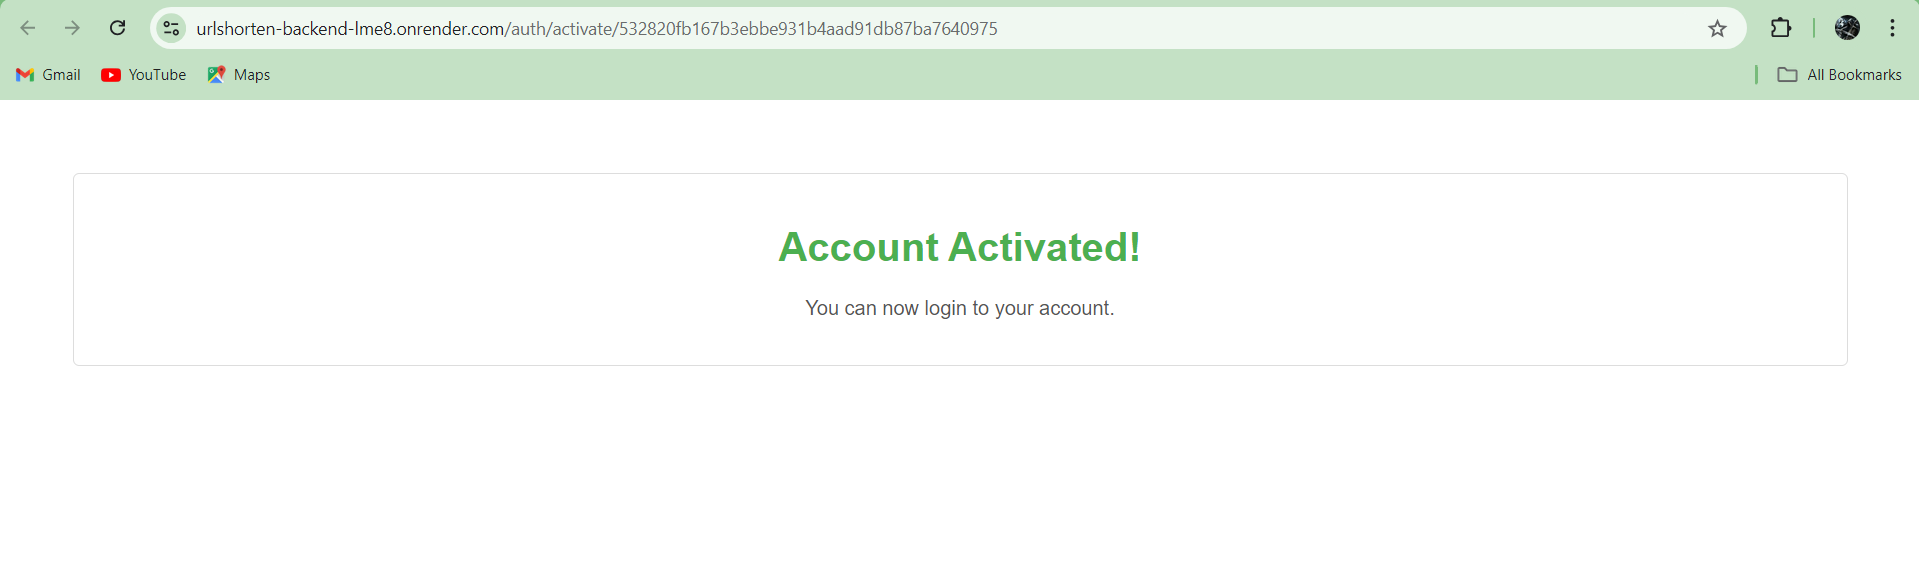 urlshorten-backend-lme8.onrender.com/auth/activate/532820fb167b3ebbe931b4aad91db87ba7640975
Gmail YouTube Maps All Bookmarks
Account Activated!
You can now login to your account.